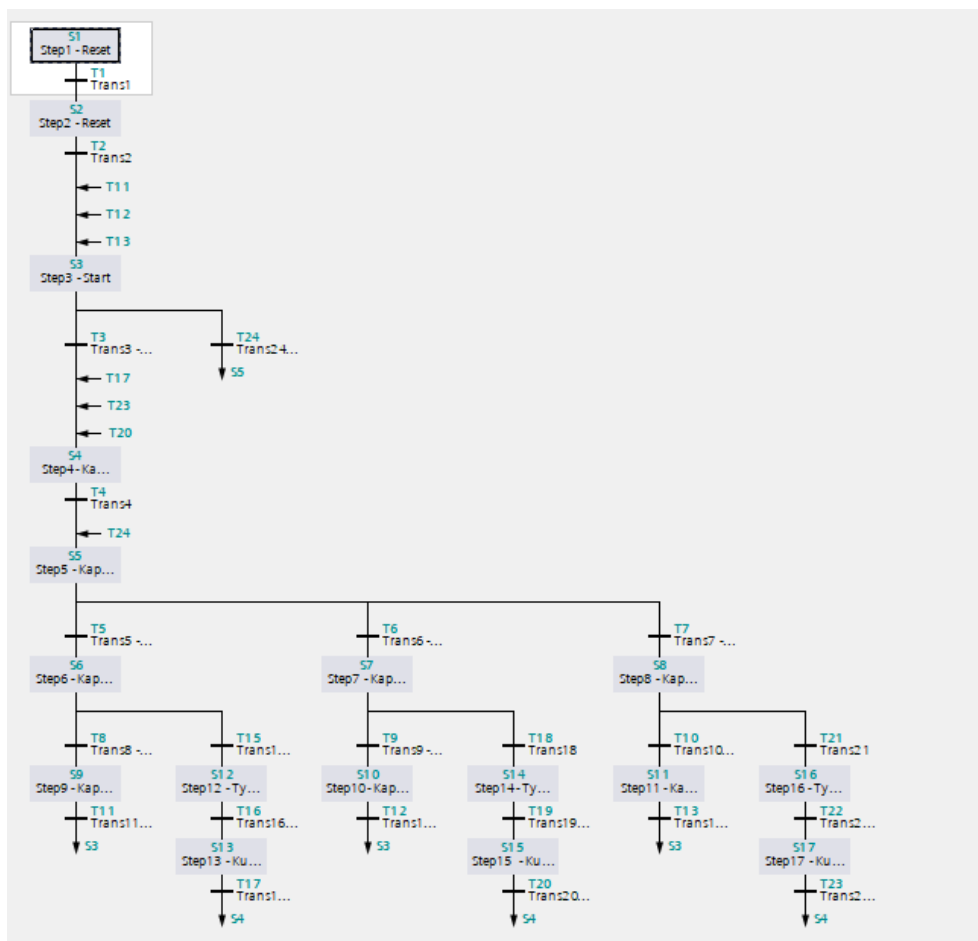 S1
Step1 - Reset
T1
Trans1
S2
Step2 - Reset
T2
Trans2
T11
T12
T13
S3
Step3 - Start
T3
Trans3 -...
T24
Trans24...
S5
T17
T23
T20
S4
Step4 - Ka...
T4
Trans4
T24
S5
Step5 - Kap...
T5
Trans5 -...
T6
Trans6 -...
T7
Trans7 -...
S6
Step6 - Kap...
S7
Step7 - Kap...
S8
Step8 - Kap...
T8
Trans8 -...
T15
Trans1...
T9
Trans9 -...
T18
Trans18
T10
Trans10...
T21
Trans21
S9
Step9 - Kap...
S12
Step12 - Ty...
S10
Step10 - Kap...
S14
Step14 - Ty...
S11
Step11 - Ka...
S16
Step16 - Ty...
T11
Trans11...
T16
Trans16...
T12
Trans1...
T19
Trans19...
T13
Trans1...
T22
Trans2...
S3
S13
Step13 - Ku...
S3
S15
Step15 - Ku...
S3
S17
Step17 - Ku...
T17
Trans1...
T20
Trans20...
T23
Trans2...
S4
S4
S4